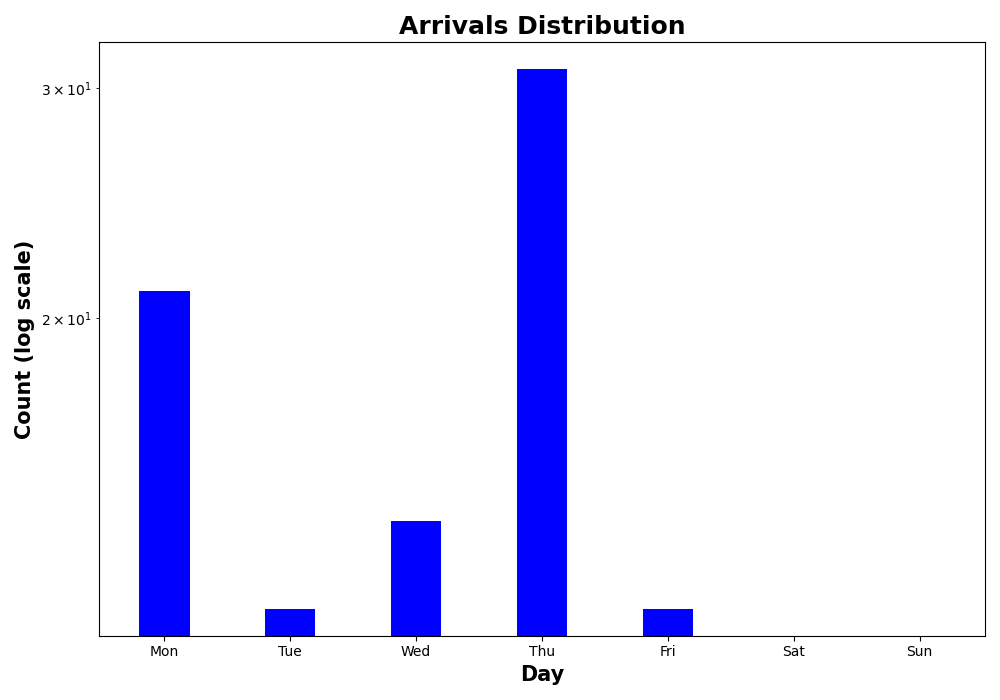 Arrivals Distribution
3 × 10¹
2 × 10¹
Count (log scale)
Mon Tue Wed Thu Fri Sat Sun
Day